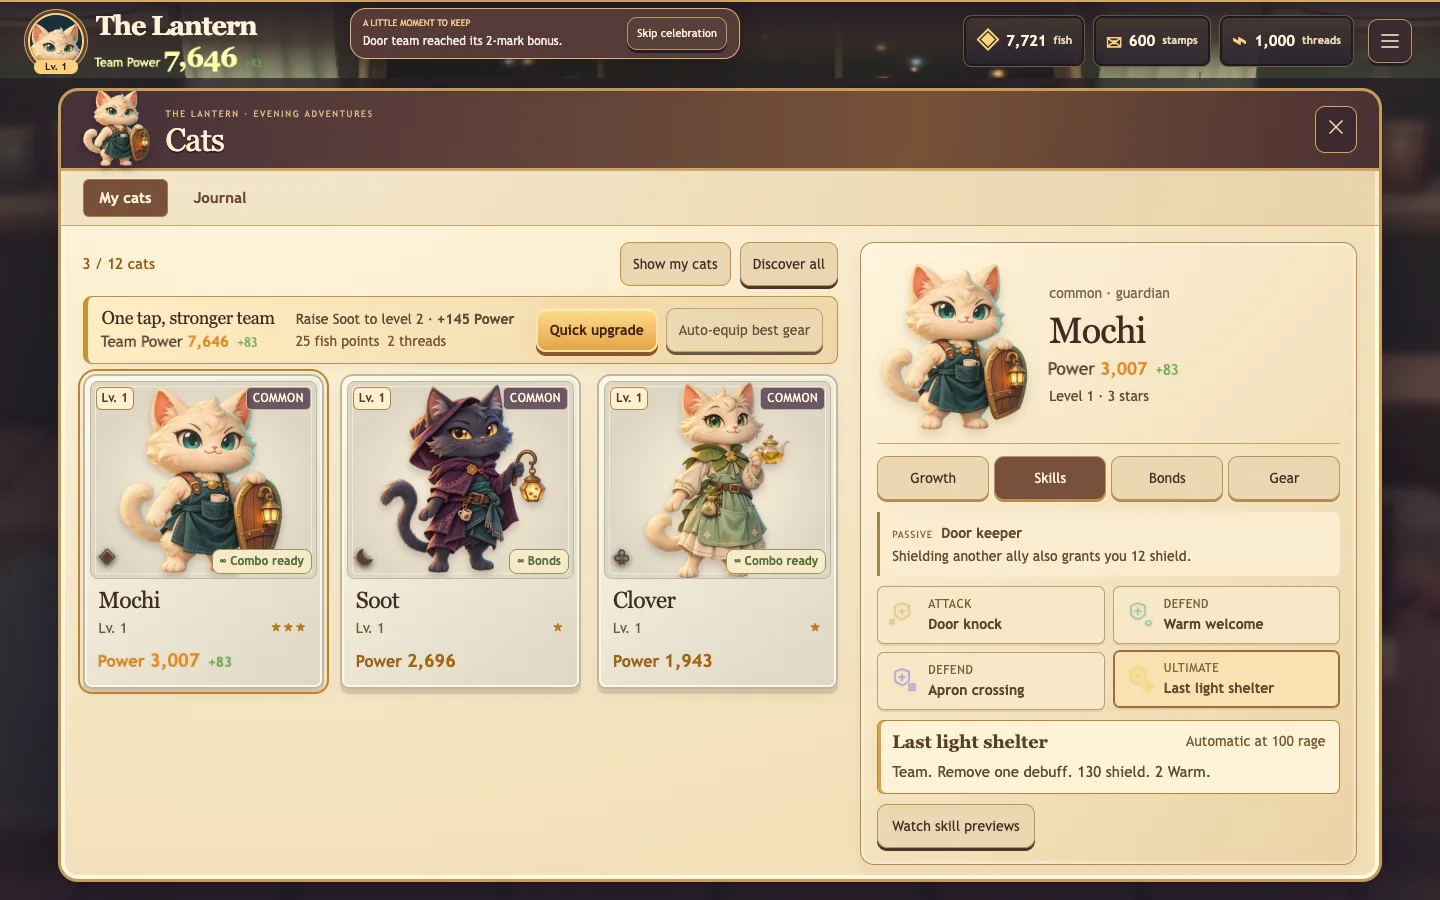 The Lantern
Team Power 7,646 +83
Lv. 1
A LITTLE MOMENT TO KEEP
Door team reached its 2-mark bonus.
Skip celebration
7,721 fish
600 stamps
1,000 threads
THE LANTERN · EVENING ADVENTURES
Cats
My cats
Journal
3 / 12 cats
Show my cats
Discover all
One tap, stronger team
Team Power 7,646 +83
Raise Soot to level 2 · +145 Power
25 fish points 2 threads
Quick upgrade
Auto-equip best gear
Lv. 1
COMMON
∞ Combo ready
Mochi
Lv. 1
★★★
Power 3,007 +83
Lv. 1
COMMON
∞ Bonds
Soot
Lv. 1
★
Power 2,696
Lv. 1
COMMON
∞ Combo ready
Clover
Lv. 1
★
Power 1,943
common · guardian
Mochi
Power 3,007 +83
Level 1 · 3 stars
Growth
Skills
Bonds
Gear
PASSIVE Door keeper
Shielding another ally also grants you 12 shield.
ATTACK
Door knock
DEFEND
Warm welcome
DEFEND
Apron crossing
ULTIMATE
Last light shelter
Last light shelter
Automatic at 100 rage
Team. Remove one debuff. 130 shield. 2 Warm.
Watch skill previews